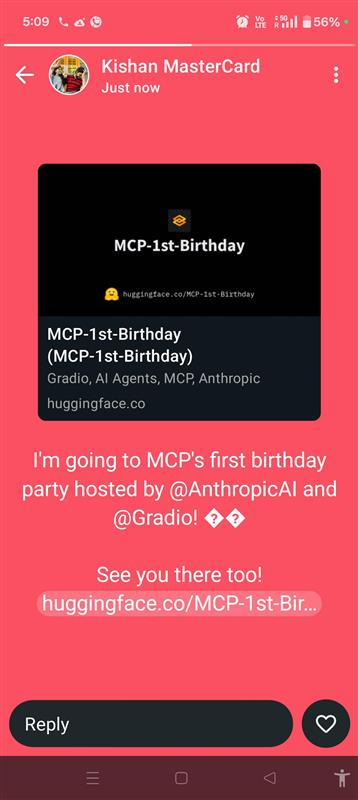 5:09 Vo LTE 5G R 56%
Kishan MasterCard
Just now
MCP-1st-Birthday
huggingface.co/MCP-1st-Birthday
MCP-1st-Birthday
(MCP-1st-Birthday)
Gradio, AI Agents, MCP, Anthropic
huggingface.co
I'm going to MCP's first birthday
party hosted by @AnthropicAI and
@Gradio! ��
See you there too!
huggingface.co/MCP-1st-Bir...
Reply